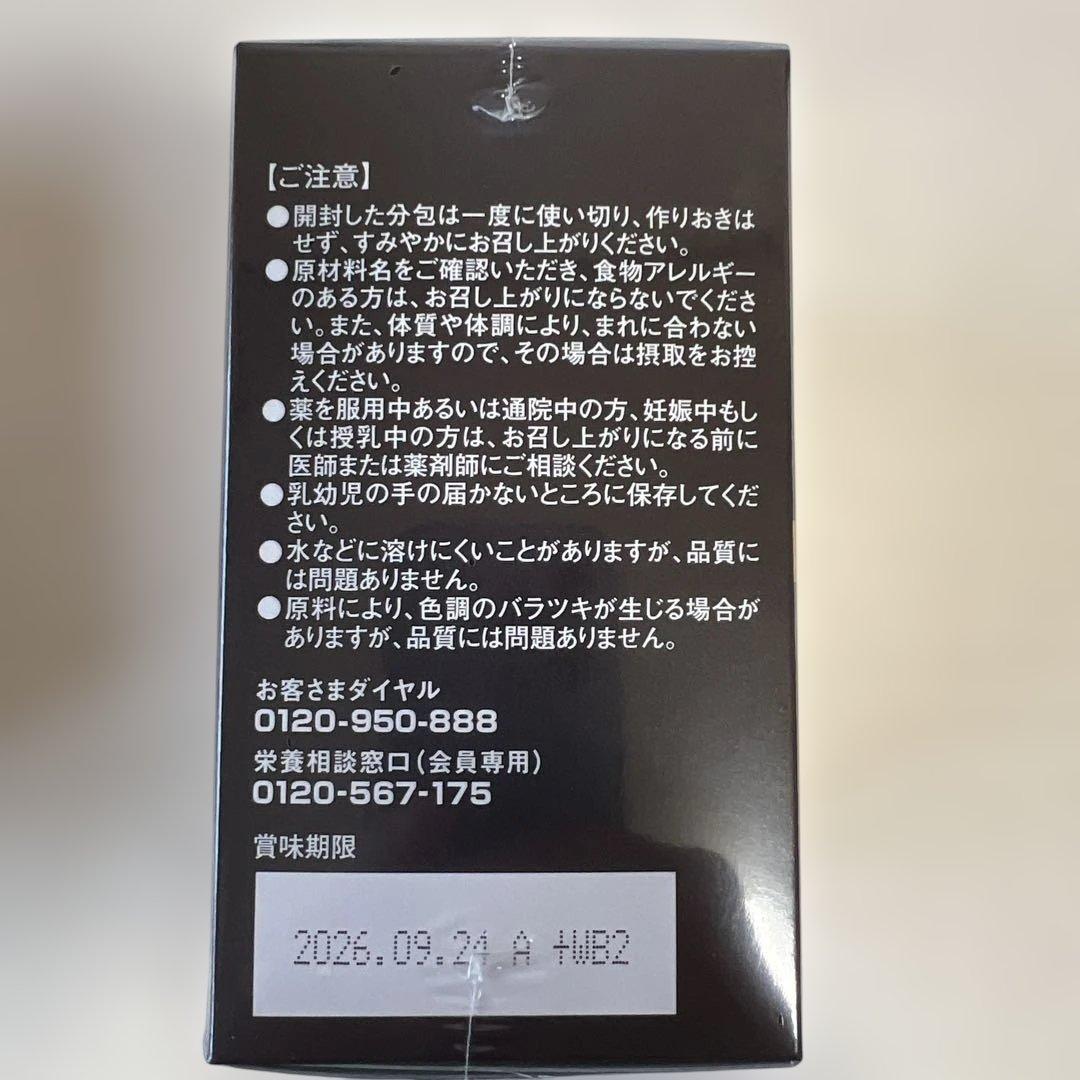 【ご注意】
●開封した分包は一度に使い切り、作りおきは
せず、すみやかにお召し上がりください。
●原材料名をご確認いただき、食物アレルギー
のある方は、お召し上がりにならないでくださ
い。また、体質や体調により、まれに合わない
場合がありますので、その場合は摂取をお控
えください。
●薬を服用中あるいは通院中の方、妊娠中もし
くは授乳中の方は、お召し上がりになる前に
医師または薬剤師にご相談ください。
●乳幼児の手の届かないところに保存してくだ
さい。
●水などに溶けにくいことがありますが、品質に
は問題ありません。
●原料により、色調のバラツキが生じる場合が
ありますが、品質には問題ありません。
お客さまダイヤル
0120-950-888
栄養相談窓口(会員専用)
0120-567-175
賞味期限
2026.09.24 A +WB2